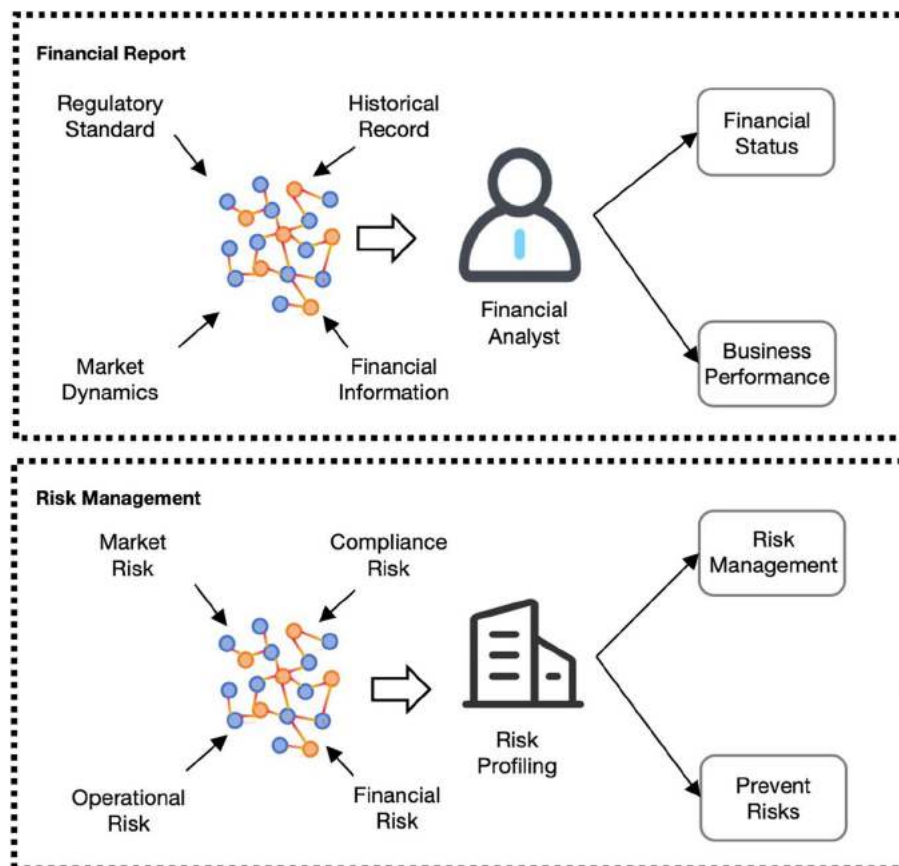 Financial Report
Regulatory
Standard
Historical
Record
Market
Dynamics
Financial
Information
Financial
Analyst
Financial
Status
Business
Performance
Risk Management
Market
Risk
Compliance
Risk
Operational
Risk
Financial
Risk
Risk
Profiling
Risk
Management
Prevent
Risks